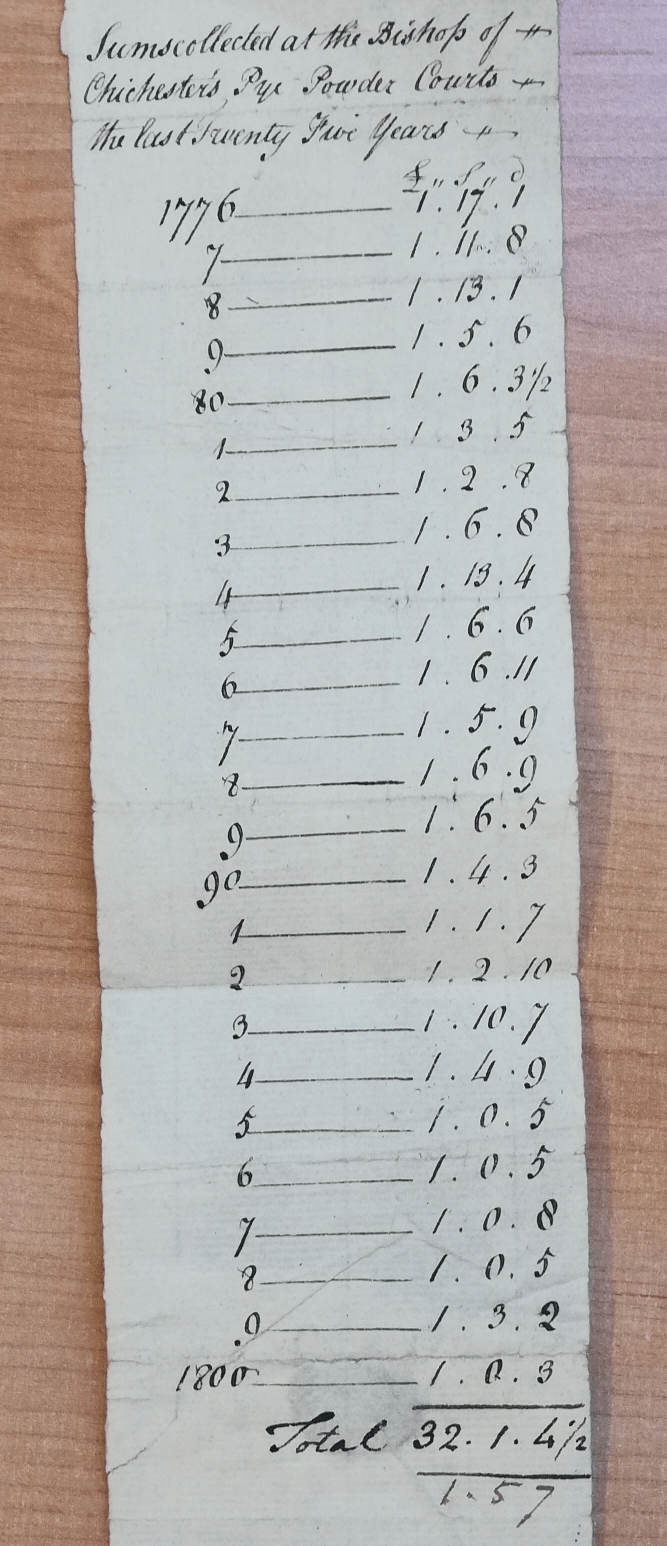 Sums collected at the Bishop of
Chichester's Pye Powder Courts
the last Twenty Five Years
£ " S " d
1776 1 . 17 . 1
7 1 . 11 . 8
8 1 . 13 . 1
9 1 . 5 . 6
80 1 . 6 . 3 1/2
1 1 . 3 . 5
2 1 . 2 . 8
3 1 . 6 . 8
4 1 . 13 . 4
5 1 . 6 . 6
6 1 . 6 . 11
7 1 . 5 . 9
8 1 . 6 . 9
9 1 . 6 . 5
90 1 . 4 . 3
1 1 . 1 . 7
2 1 . 2 . 10
3 1 . 10 . 7
4 1 . 4 . 9
5 1 . 0 . 5
6 1 . 0 . 5
7 1 . 0 . 8
8 1 . 0 . 5
9 1 . 3 . 2
1800 1 . 0 . 3
Total 32 . 1 . 4 1/2
1 . 5 7